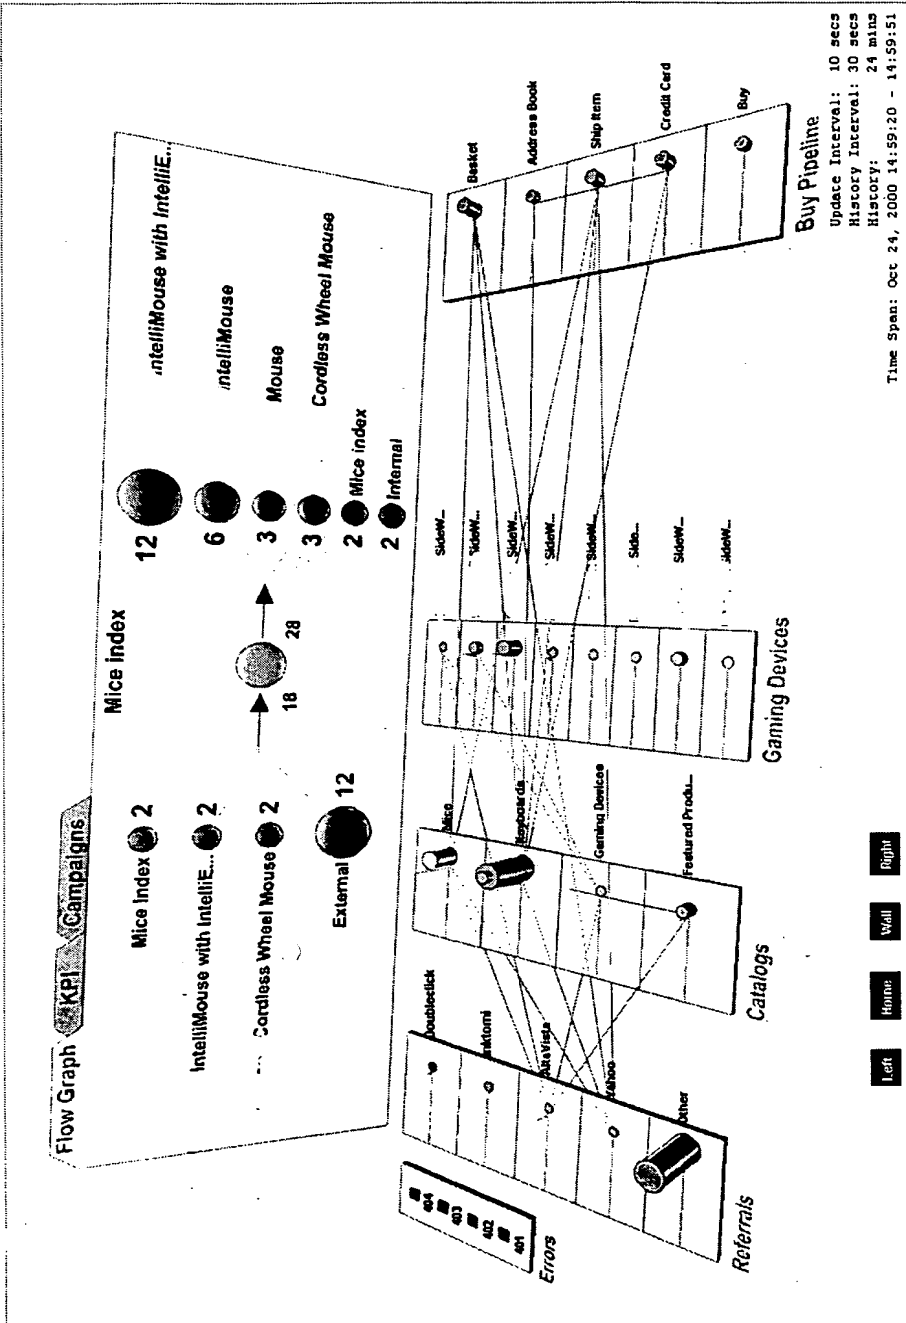 Flow Graph
KPI
Campaigns
Mice index
Mice Index 2
IntelliMouse with IntelliE... 2
Cordless Wheel Mouse 2
External 12
18
28
12 ntelliMouse with IntelliE...
6 ntelliMouse
3 Mouse
3 Cordless Wheel Mouse
2 Mice index
2 Internal
404
403
402
401
Errors
Doubleclick
Inktomi
AltaVista
Yahoo
Other
Referrals
Mice
Keyboards
Gaming Devices
Featured Produ...
Catalogs
SideW...
SideW...
SideW...
SideW...
SideW...
Side...
SideW...
SideW...
Gaming Devices
Basket
Address Book
Ship Item
Credit Card
Buy
Buy Pipeline
Left
Home
Wall
Right
Update Interval: 10 secs
History Interval: 30 secs
History: 24 mins
Time Span: Oct 24, 2000 14:59:20 - 14:59:51